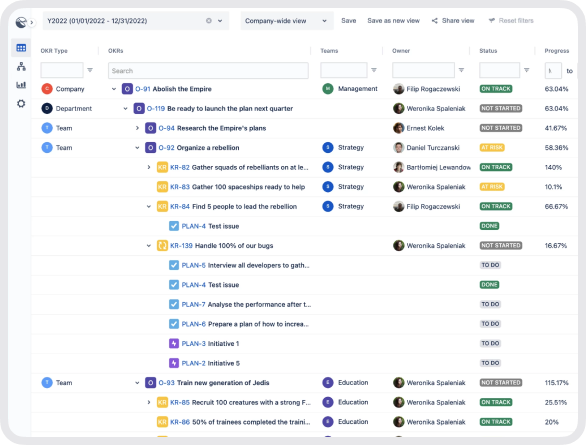 Y2022 (01/01/2022 - 12/31/2022) Company-wide view Save Save as new view Share view Reset filters
OKR Type OKRs Teams Owner Status Progress
Search to
C Company O O-91 Abolish the Empire M Management Filip Rogaczewski ON TRACK 63.04%
D Department O O-119 Be ready to launch the plan next quarter Weronika Spaleniak NOT STARTED 63.04%
T Team O O-94 Research the Empire's plans Ernest Kolek NOT STARTED 41.67%
T Team O O-92 Organize a rebellion S Strategy Daniel Turczanski AT RISK 58.36%
KR KR-82 Gather squads of rebelliants on at le... S Strategy Bartłomiej Lewandow ON TRACK 140%
KR KR-83 Gather 100 spaceships ready to help S Strategy Weronika Spaleniak AT RISK 10.1%
KR KR-84 Find 5 people to lead the rebellion S Strategy Filip Rogaczewski ON TRACK 66.67%
PLAN-4 Test issue DONE
KR-139 Handle 100% of our bugs Weronika Spaleniak NOT STARTED 16.67%
PLAN-5 Interview all developers to gath... TO DO
PLAN-4 Test issue DONE
PLAN-7 Analyse the performance after t... TO DO
PLAN-6 Prepare a plan of how to increa... TO DO
PLAN-3 Initiative 1 TO DO
PLAN-2 Initiative 5 TO DO
T Team O O-93 Train new generation of Jedis E Education Weronika Spaleniak NOT STARTED 115.17%
KR KR-85 Recruit 100 creatures with a strong F... E Education Weronika Spaleniak ON TRACK 25.51%
KR KR-86 50% of trainees completed the traini... E Education Weronika Spaleniak ON TRACK 20%